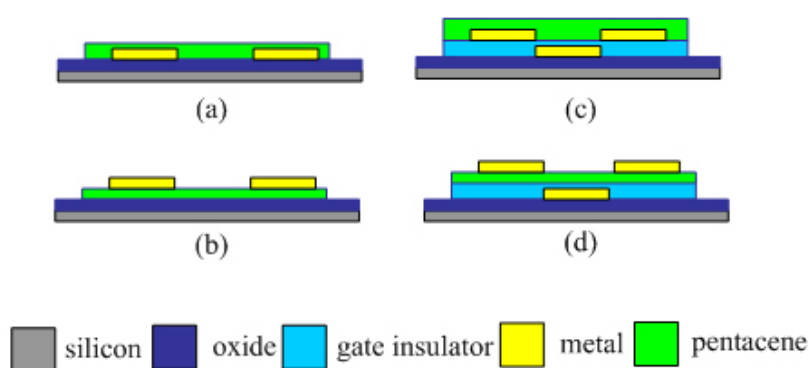 (a)
(c)
(b)
(d)
silicon oxide gate insulator metal pentacene